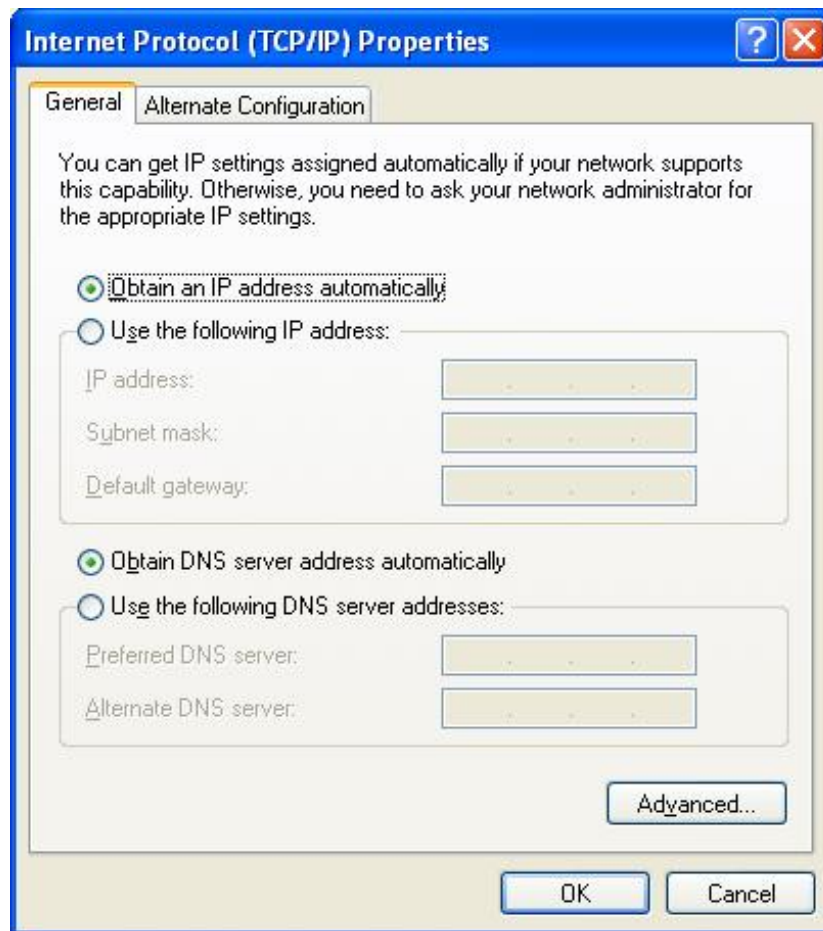 Internet Protocol (TCP/IP) Properties
?
General
Alternate Configuration
You can get IP settings assigned automatically if your network supports
this capability. Otherwise, you need to ask your network administrator for
the appropriate IP settings.
Obtain an IP address automatically
Use the following IP address:
IP address:
Subnet mask:
Default gateway:
Obtain DNS server address automatically
Use the following DNS server addresses:
Preferred DNS server:
Alternate DNS server:
Advanced...
OK
Cancel